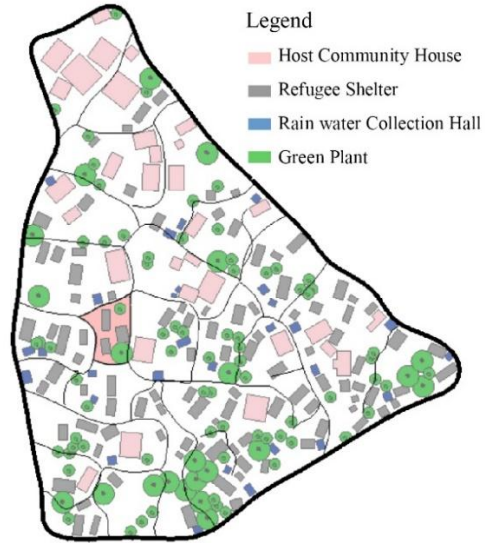 Legend
Host Community House
Refugee Shelter
Rain water Collection Hall
Green Plant